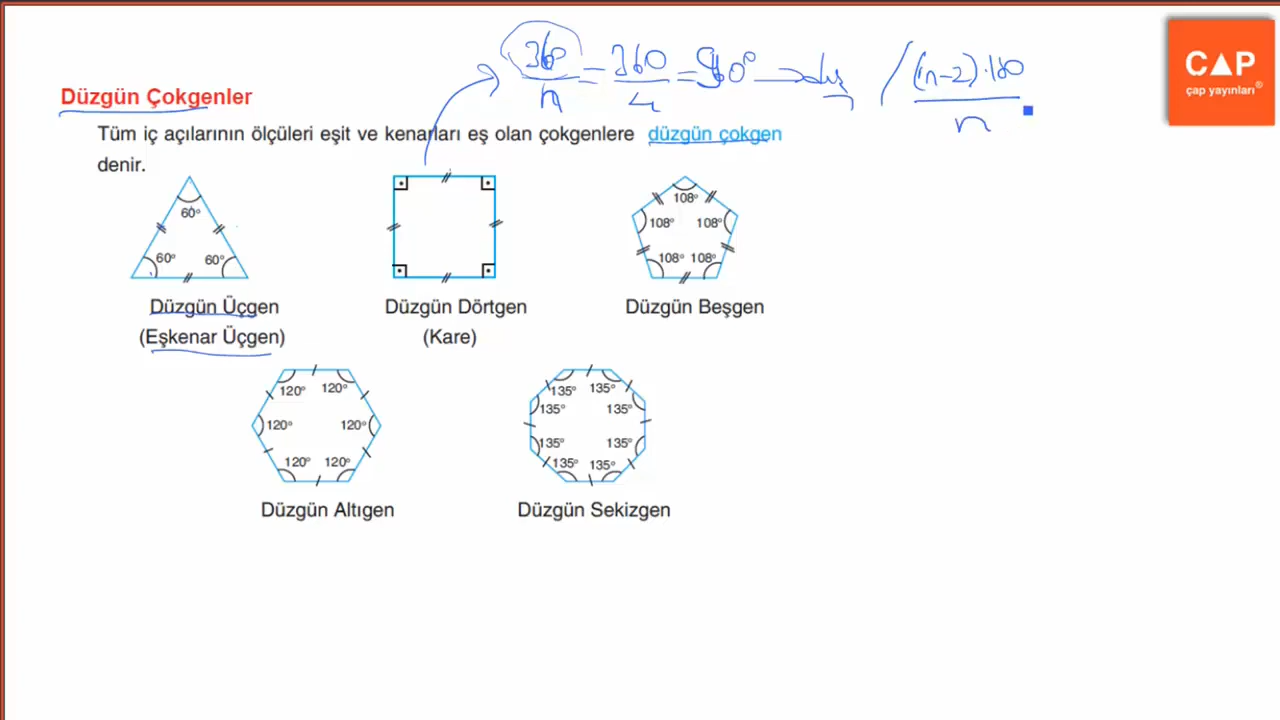 360/n = 360/4 = 90° → dış / (n-2)·180/n
ÇAP
çap yayınları®
Düzgün Çokgenler
Tüm iç açılarının ölçüleri eşit ve kenarları eş olan çokgenlere düzgün çokgen
denir.
60°
60° 60°
108°
108° 108°
108° 108°
Düzgün Üçgen
(Eşkenar Üçgen)
Düzgün Dörtgen
(Kare)
Düzgün Beşgen
120° 120°
120° 120°
120° 120°
Düzgün Altıgen
135° 135°
135° 135°
135° 135°
135° 135°
Düzgün Sekizgen